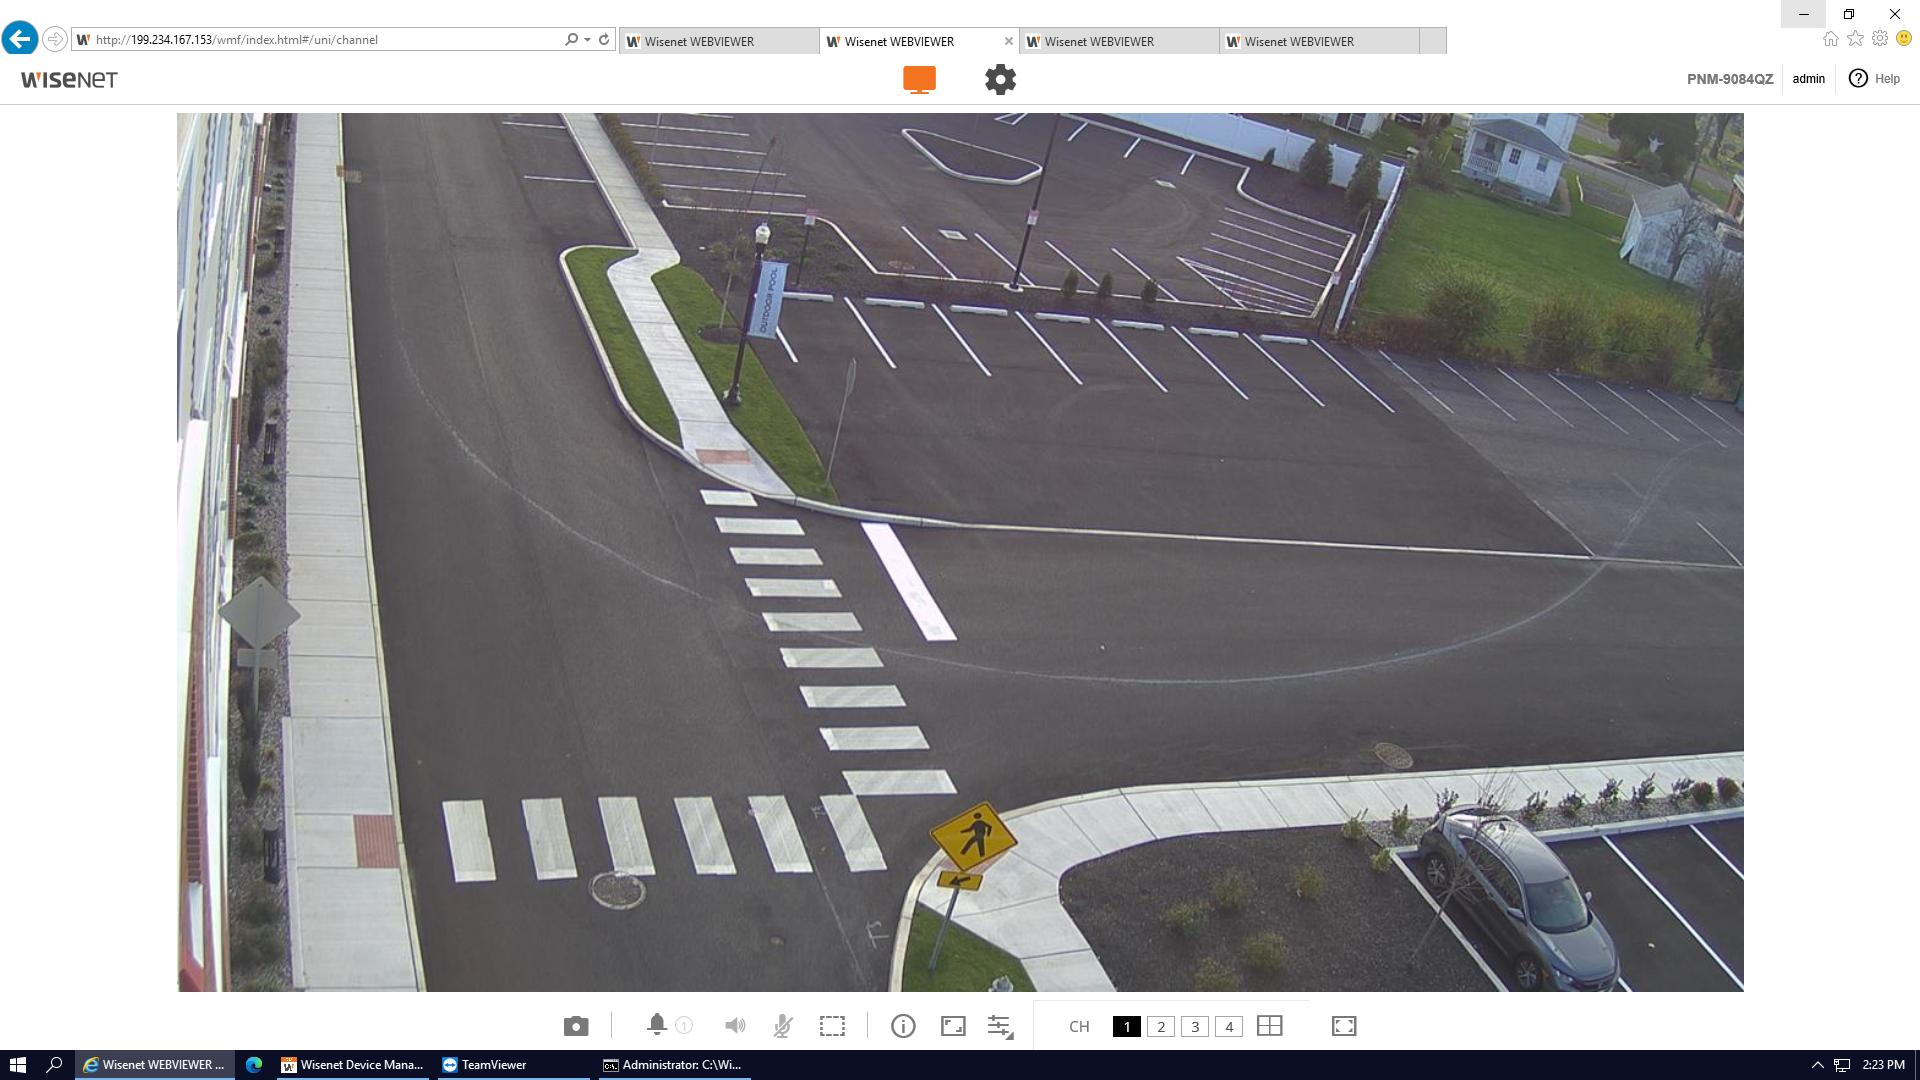 http://199.234.167.153/wmf/index.html#/uni/channel
Wisenet WEBVIEWER
Wisenet WEBVIEWER
Wisenet WEBVIEWER
Wisenet WEBVIEWER
WISENET
PNM-9084QZ
admin
? Help
OUTDOOR POOL
1
CH
1
2
3
4
Wisenet WEBVIEWER ...
Wisenet Device Mana...
TeamViewer
Administrator: C:\Wi...
2:23 PM